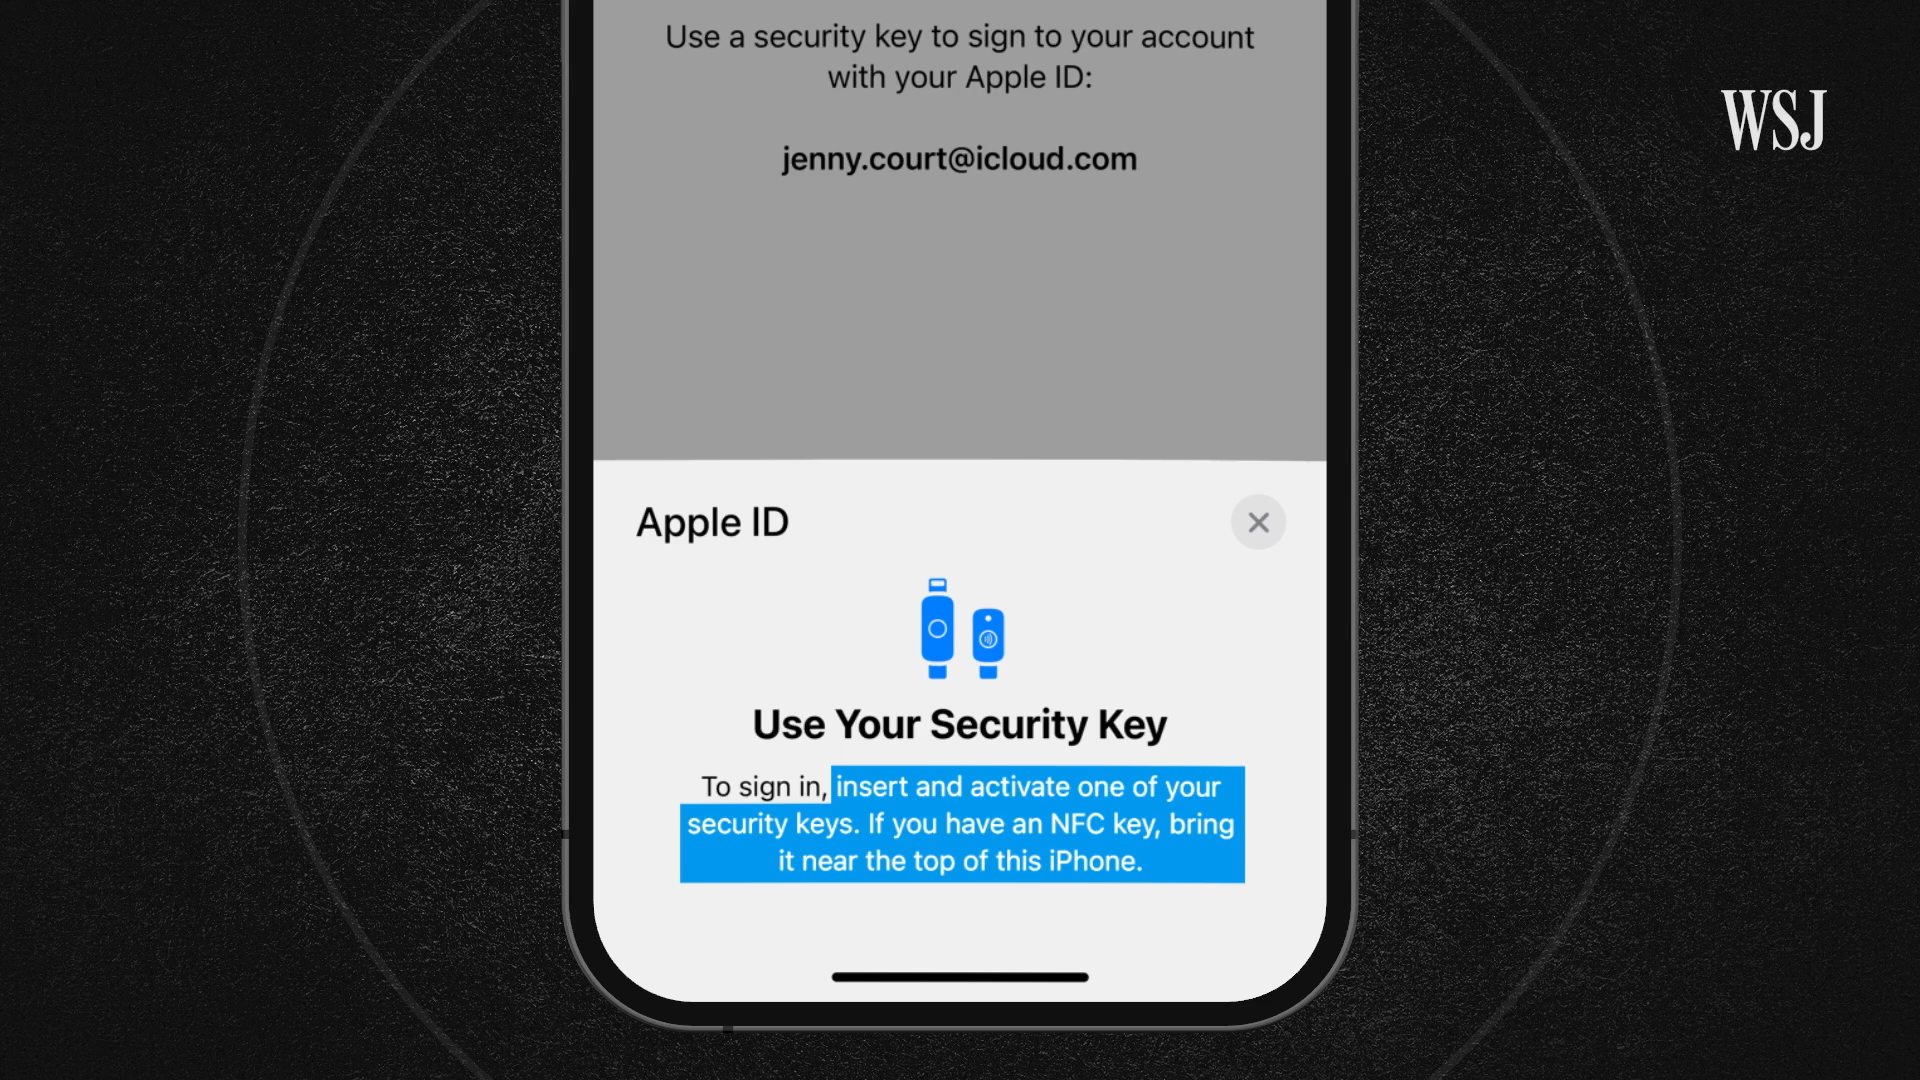 Use a security key to sign to your account
with your Apple ID:
jenny.court@icloud.com
WSJ
Apple ID
Use Your Security Key
To sign in, insert and activate one of your
security keys. If you have an NFC key, bring
it near the top of this iPhone.